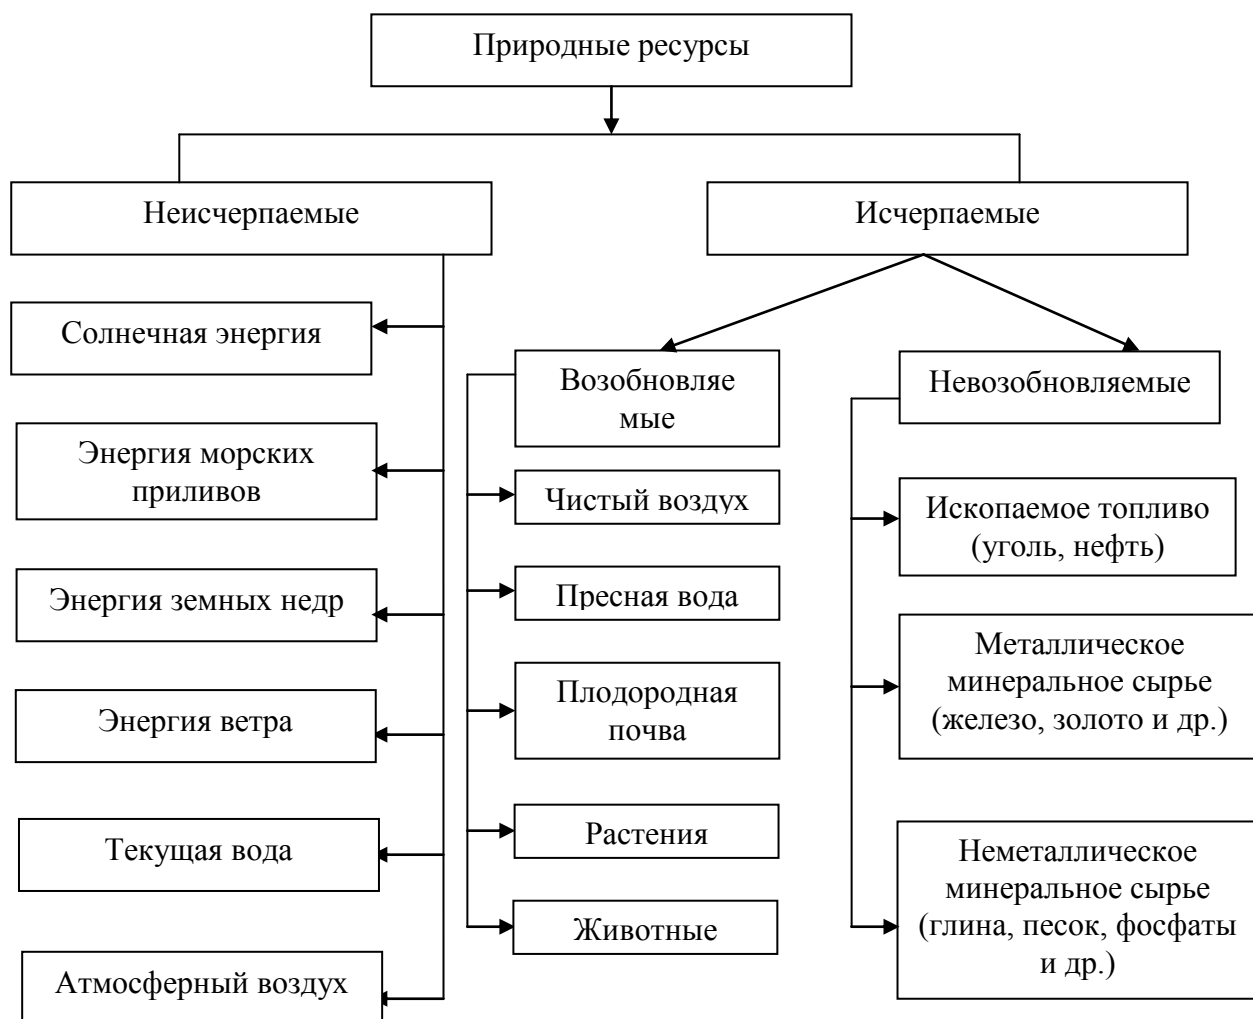 Природные ресурсы
Неисчерпаемые
Исчерпаемые
Солнечная энергия
Энергия морских
приливов
Энергия земных недр
Энергия ветра
Текущая вода
Атмосферный воздух
Возобновляе
мые
Чистый воздух
Пресная вода
Плодородная
почва
Растения
Животные
Невозобновляемые
Ископаемое топливо
(уголь, нефть)
Металлическое
минеральное сырье
(железо, золото и др.)
Неметаллическое
минеральное сырье
(глина, песок, фосфаты
и др.)